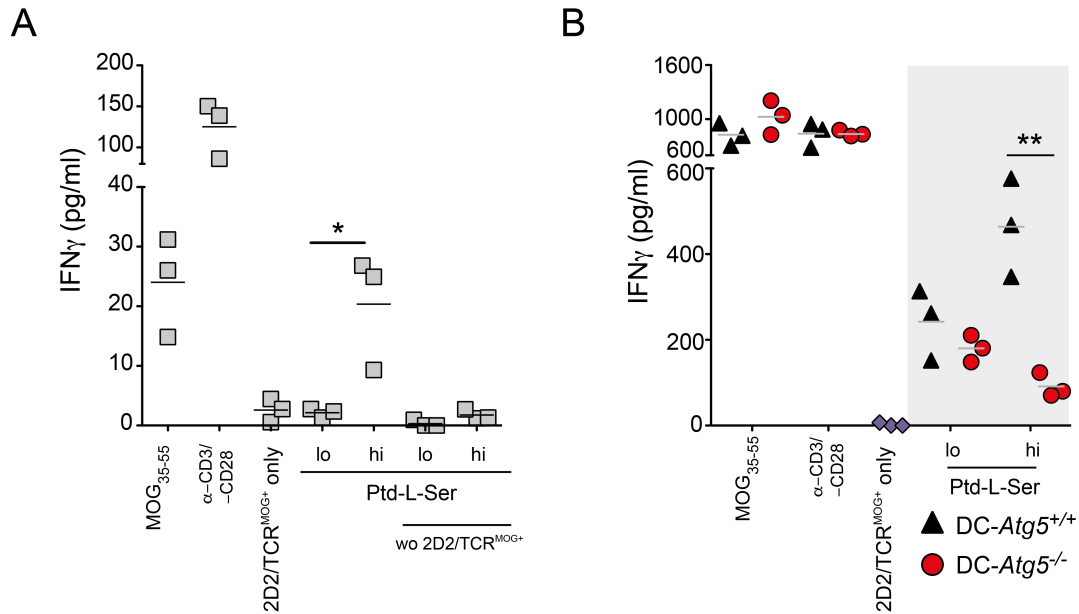 A
B
IFNγ (pg/ml)
200
150
100
40
30
20
10
0
*
MOG35-55
α–CD3/
–CD28
2D2/TCRMOG+ only
lo
hi
lo
hi
Ptd-L-Ser
wo 2D2/TCRMOG+
IFNγ (pg/ml)
1600
1000
600
600
400
200
0
**
MOG35-55
α–CD3/
–CD28
2D2/TCRMOG+ only
lo
hi
Ptd-L-Ser
DC-Atg5+/+
DC-Atg5-/-